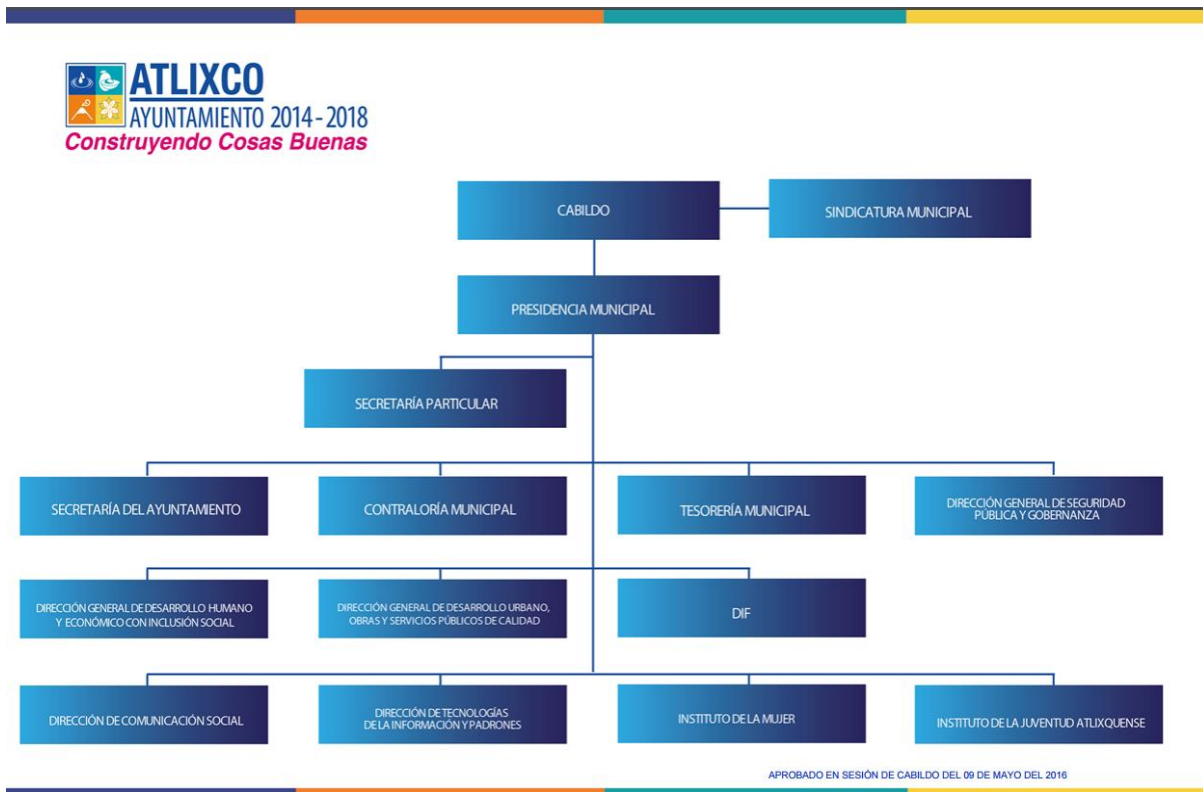 ATLIXCO
AYUNTAMIENTO 2014-2018
Construyendo Cosas Buenas
CABILDO
SINDICATURA MUNICIPAL
PRESIDENCIA MUNICIPAL
SECRETARÍA PARTICULAR
SECRETARÍA DEL AYUNTAMIENTO
CONTRALORÍA MUNICIPAL
TESORERÍA MUNICIPAL
DIRECCIÓN GENERAL DE SEGURIDAD
PÚBLICA Y GOBERNANZA
DIRECCIÓN GENERAL DE DESARROLLO HUMANO
Y ECONÓMICO CON INCLUSIÓN SOCIAL
DIRECCIÓN GENERAL DE DESARROLLO URBANO,
OBRAS Y SERVICIOS PÚBLICOS DE CALIDAD
DIF
DIRECCIÓN DE COMUNICACIÓN SOCIAL
DIRECCIÓN DE TECNOLOGÍAS
DE LA INFORMACIÓN Y PADRONES
INSTITUTO DE LA MUJER
INSTITUTO DE LA JUVENTUD ATLIXQUENSE
APROBADO EN SESIÓN DE CABILDO DEL 09 DE MAYO DEL 2016